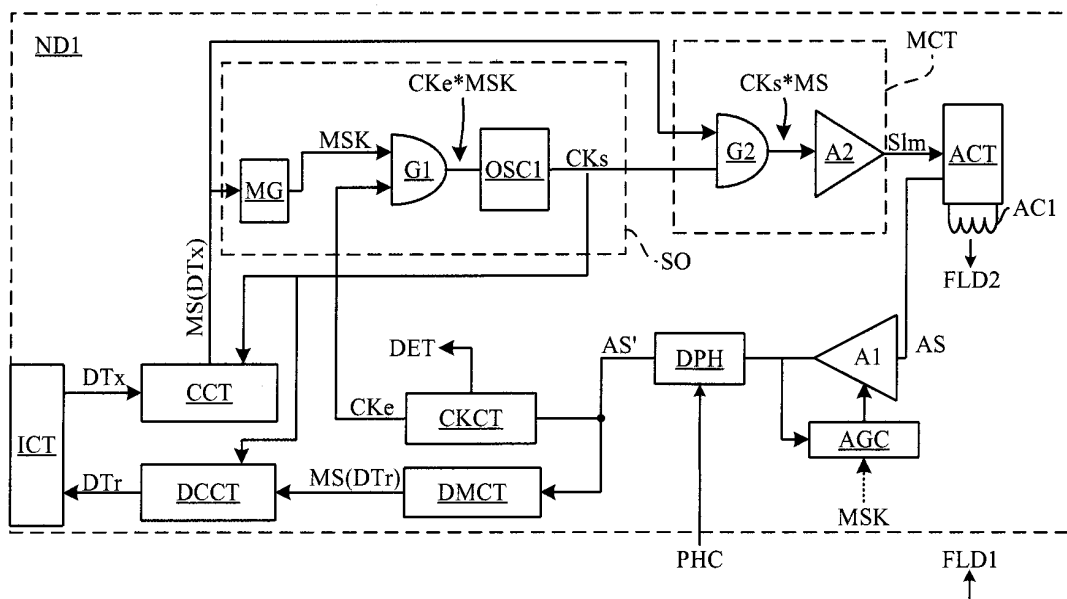 ND1
MCT
CKe*MSK
CKs*MS
MSK
G1
OSC1
CKs
G2
A2
SIm
ACT
MG
AC1
SO
FLD2
MS(DTx)
DET
AS'
DPH
A1
AS
DTx
CCT
CKe
CKCT
ICT
AGC
DTr
DCCT
MS(DTr)
DMCT
MSK
PHC
FLD1